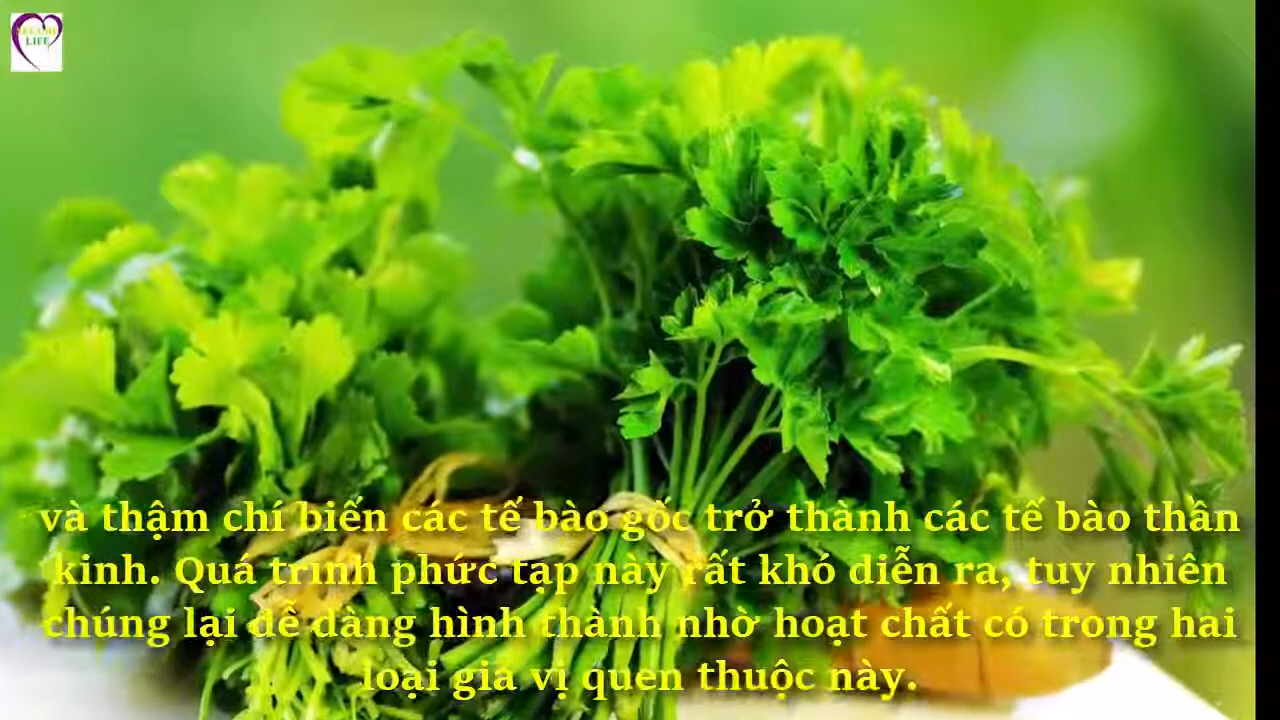 LIFE
và thậm chí biến các tế bào gốc trở thành các tế bào thần
kinh. Quá trình phức tạp này rất khó diễn ra, tuy nhiên
chúng lại dễ dàng hình thành nhờ hoạt chất có trong hai
loại gia vị quen thuộc này.